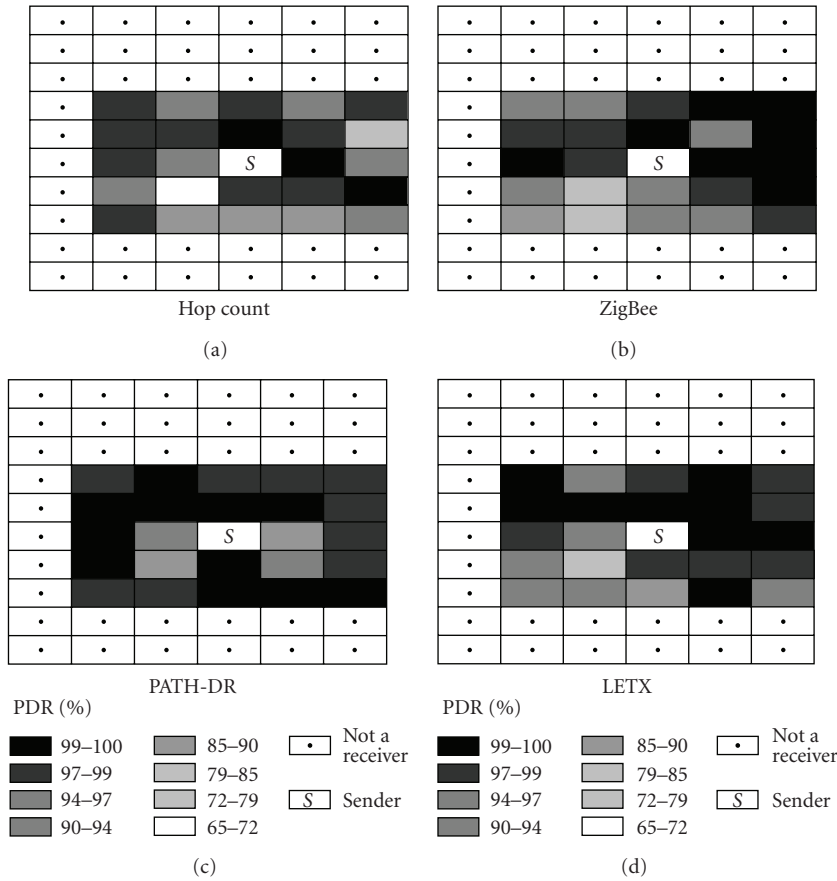 S
S
Hop count
ZigBee
(a)
(b)
S
S
PATH-DR
LETX
PDR (%)
99–100
97–99
94–97
90–94
85–90
79–85
72–79
65–72
Not a
receiver
S
Sender
PDR (%)
99–100
97–99
94–97
90–94
85–90
79–85
72–79
65–72
Not a
receiver
S
Sender
(c)
(d)